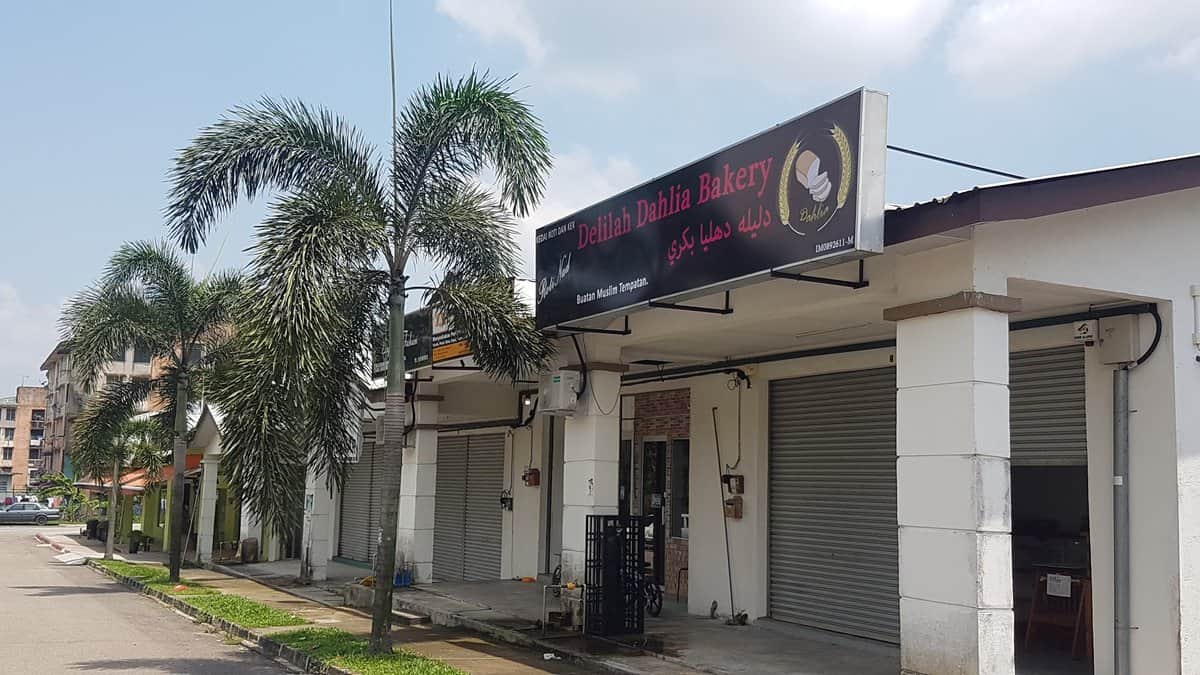 KEDAI ROTI DAN KEK
Delilah Dahlia Bakery
دليله دهليا بكري
Roti Nad
Buatan Muslim Tempatan.
Dahlia
IM0892611-M